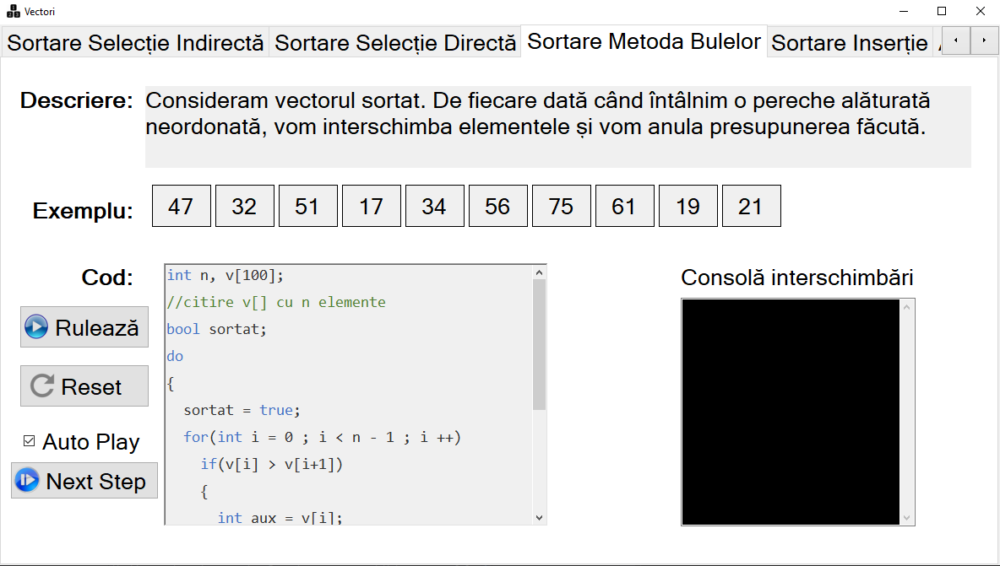 Vectori
Sortare Selecție Indirectă Sortare Selecție Directă Sortare Metoda Bulelor Sortare Inserție
Descriere: Consideram vectorul sortat. De fiecare dată când întâlnim o pereche alăturată
neordonată, vom interschimba elementele și vom anula presupunerea făcută.
Exemplu: 47 32 51 17 34 56 75 61 19 21
Cod:
Rulează
Reset
Auto Play
Next Step
int n, v[100];
//citire v[] cu n elemente
bool sortat;
do
{
sortat = true;
for(int i = 0 ; i < n - 1 ; i ++)
if(v[i] > v[i+1])
{
int aux = v[i];
Consolă interschimbări